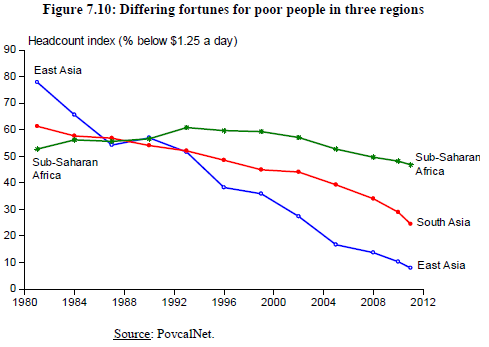 Figure 7.10: Differing fortunes for poor people in three regions
Headcount index (% below $1.25 a day)
90
80
70
60
50
40
30
20
10
0
East Asia
Sub-Saharan
Africa
Sub-Saharan
Africa
South Asia
East Asia
1980 1984 1988 1992 1996 2000 2004 2008 2012
Source: PovcalNet.